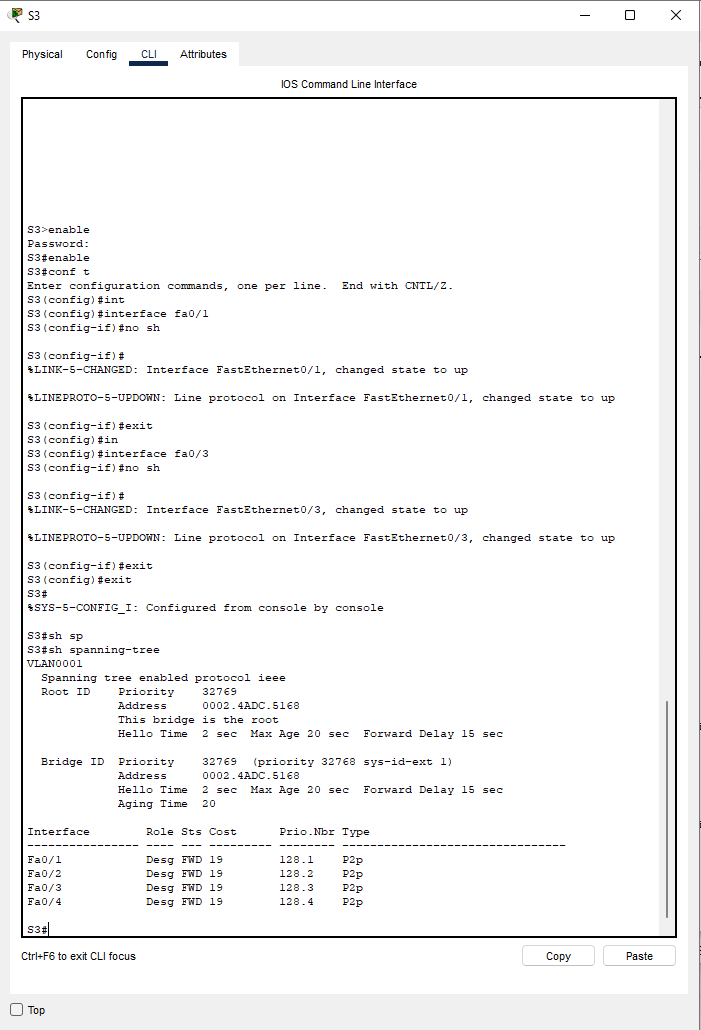 S3
Physical Config CLI Attributes
IOS Command Line Interface
S3>enable
Password:
S3#enable
S3#conf t
Enter configuration commands, one per line.  End with CNTL/Z.
S3(config)#int
S3(config)#interface fa0/1
S3(config-if)#no sh
S3(config-if)#
%LINK-5-CHANGED: Interface FastEthernet0/1, changed state to up
%LINEPROTO-5-UPDOWN: Line protocol on Interface FastEthernet0/1, changed state to up
S3(config-if)#exit
S3(config)#in
S3(config)#interface fa0/3
S3(config-if)#no sh
S3(config-if)#
%LINK-5-CHANGED: Interface FastEthernet0/3, changed state to up
%LINEPROTO-5-UPDOWN: Line protocol on Interface FastEthernet0/3, changed state to up
S3(config-if)#exit
S3(config)#exit
S3#
%SYS-5-CONFIG_I: Configured from console by console
S3#sh sp
S3#sh spanning-tree
VLAN0001
  Spanning tree enabled protocol ieee
  Root ID    Priority    32769
             Address     0002.4ADC.5168
             This bridge is the root
             Hello Time  2 sec  Max Age 20 sec  Forward Delay 15 sec
  Bridge ID  Priority    32769  (priority 32768 sys-id-ext 1)
             Address     0002.4ADC.5168
             Hello Time  2 sec  Max Age 20 sec  Forward Delay 15 sec
             Aging Time  20
Interface        Role Sts Cost      Prio.Nbr Type
---------------- ---- --- --------- -------- --------------------------------
Fa0/1            Desg FWD 19        128.1    P2p
Fa0/2            Desg FWD 19        128.2    P2p
Fa0/3            Desg FWD 19        128.3    P2p
Fa0/4            Desg FWD 19        128.4    P2p
S3#
Ctrl+F6 to exit CLI focus
Copy Paste
Top